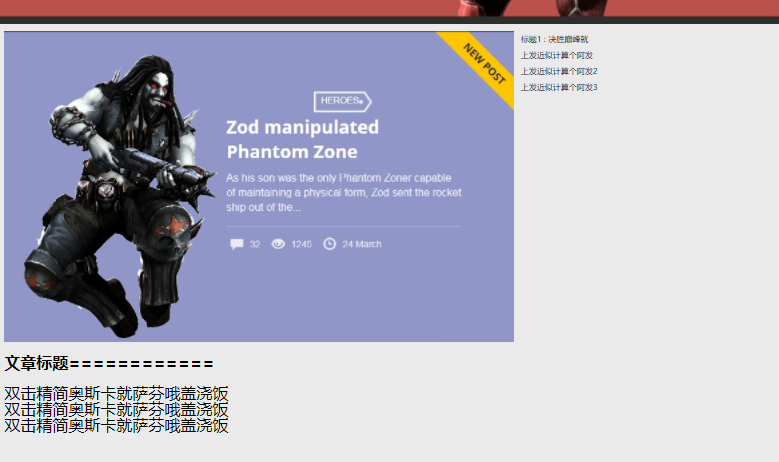 NEW POST
HEROES
Zod manipulated
Phantom Zone
As his son was the only Phantom Zoner capable
of maintaining a physical form, Zod sent the rocket
ship out of the...
32 1245 24 March
标题1 : 决胜巅峰就
上发近似计算个阿发
上发近似计算个阿发2
上发近似计算个阿发3
文章标题============
双击精简奥斯卡就萨芬哦盖浇饭
双击精简奥斯卡就萨芬哦盖浇饭
双击精简奥斯卡就萨芬哦盖浇饭